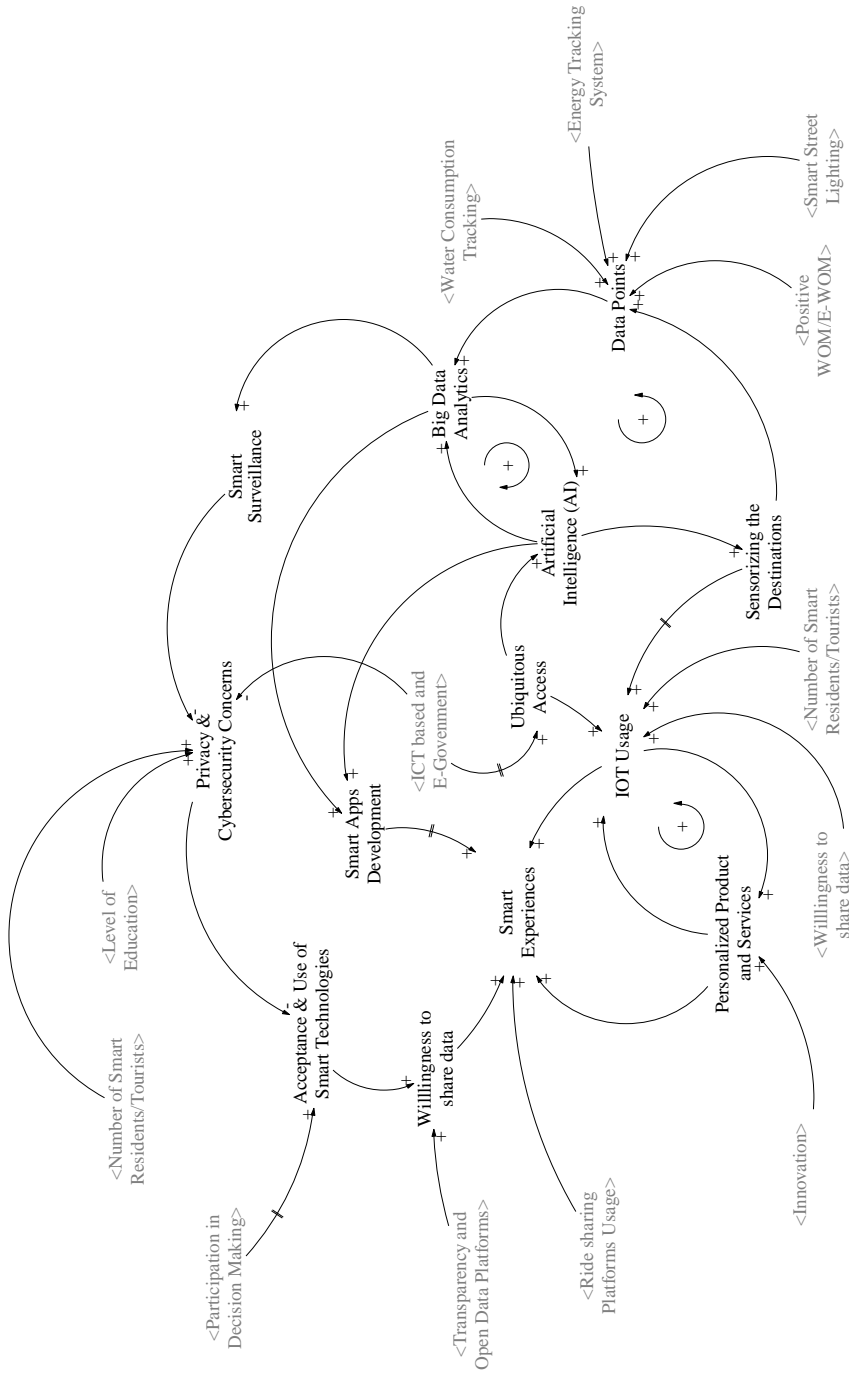 <Number of Smart
Residents/Tourists>
<Level of
Education>
Privacy &
Cybersecurity Concerns
Smart
Surveillance
<Participation in
Decision Making>
Acceptance & Use of
Smart Technologies
Smart Apps
Development
<ICT based and
E-Govenment>
<Water Consumption
Tracking>
<Transparency and
Open Data Platforms>
Willlingness to
share data
Big Data
Analytics
<Energy Tracking
System>
Smart
Experiences
Ubiquitous
Access
Artificial
Intelligence (AI)
<Ride sharing
Platforms Usage>
IOT Usage
Data Points
Personalized Product
and Services
Sensorizing the
Destinations
<Innovation>
<Willlingness to
share data>
<Number of Smart
Residents/Tourists>
<Positive
WOM/E-WOM>
<Smart Street
Lighting>